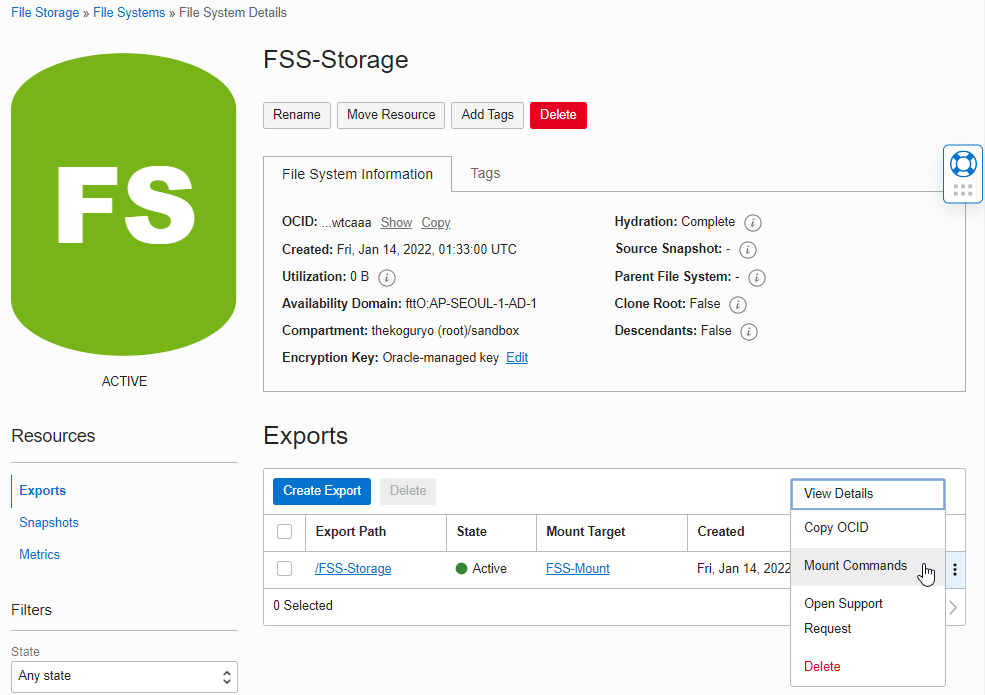 File Storage » File Systems » File System Details
FS
ACTIVE
FSS-Storage
Rename Move Resource Add Tags Delete
File System Information Tags
OCID: ...wtcaaa Show Copy
Created: Fri, Jan 14, 2022, 01:33:00 UTC
Utilization: 0 B i
Availability Domain: fttO:AP-SEOUL-1-AD-1
Compartment: thekoguryo (root)/sandbox
Encryption Key: Oracle-managed key Edit
Hydration: Complete i
Source Snapshot: - i
Parent File System: - i
Clone Root: False i
Descendants: False i
Resources
Exports
Snapshots
Metrics
Filters
State
Any state
Exports
Create Export Delete
Export Path State Mount Target Created
/FSS-Storage Active FSS-Mount Fri, Jan 14, 2022
0 Selected
View Details
Copy OCID
Mount Commands
Open Support
Request
Delete